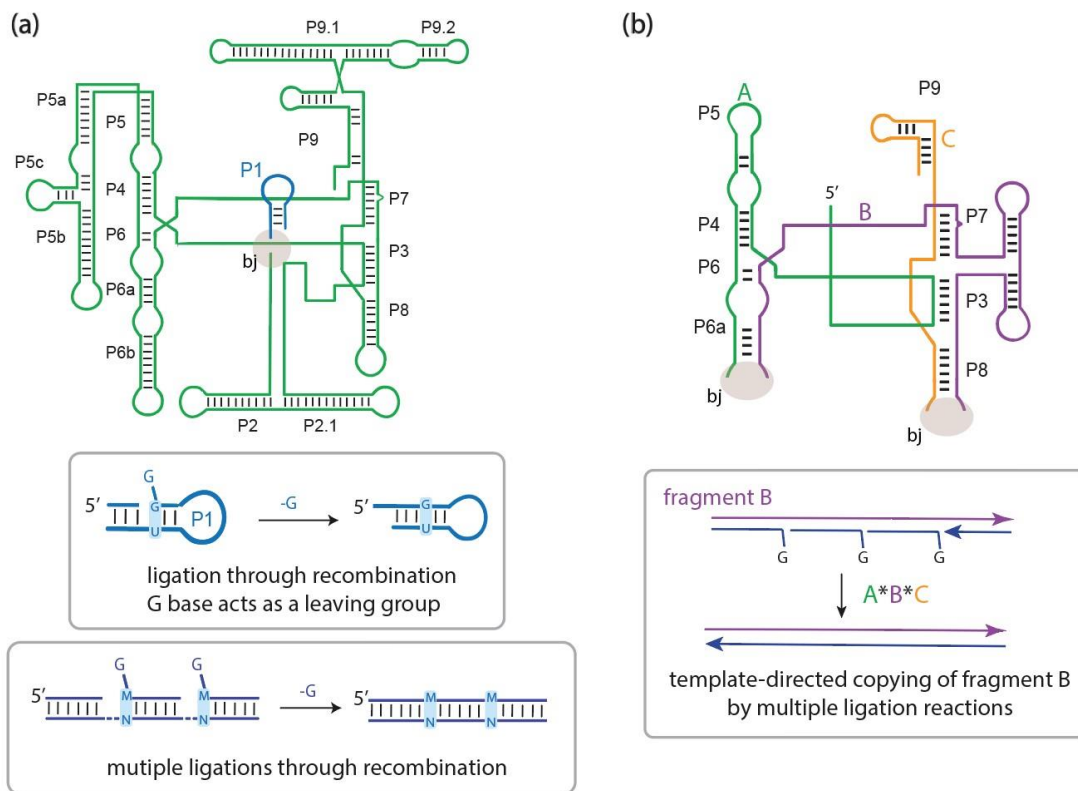 (a)
P9.1
P9.2
P5a
P5
P5c
P9
P1
P4
P7
P5b
P6
bj
P3
P6a
P8
P6b
P2
P2.1
G
5′
G
P1
U
-G
G
U
ligation through recombination
G base acts as a leaving group
G
G
5′
M
M
N
N
-G
5′
M
M
N
N
mutiple ligations through recombination
(b)
P9
A
P5
C
5′
P7
B
P4
P6
P3
P6a
P8
bj
bj
fragment B
G
G
G
A*B*C
template-directed copying of fragment B
by multiple ligation reactions